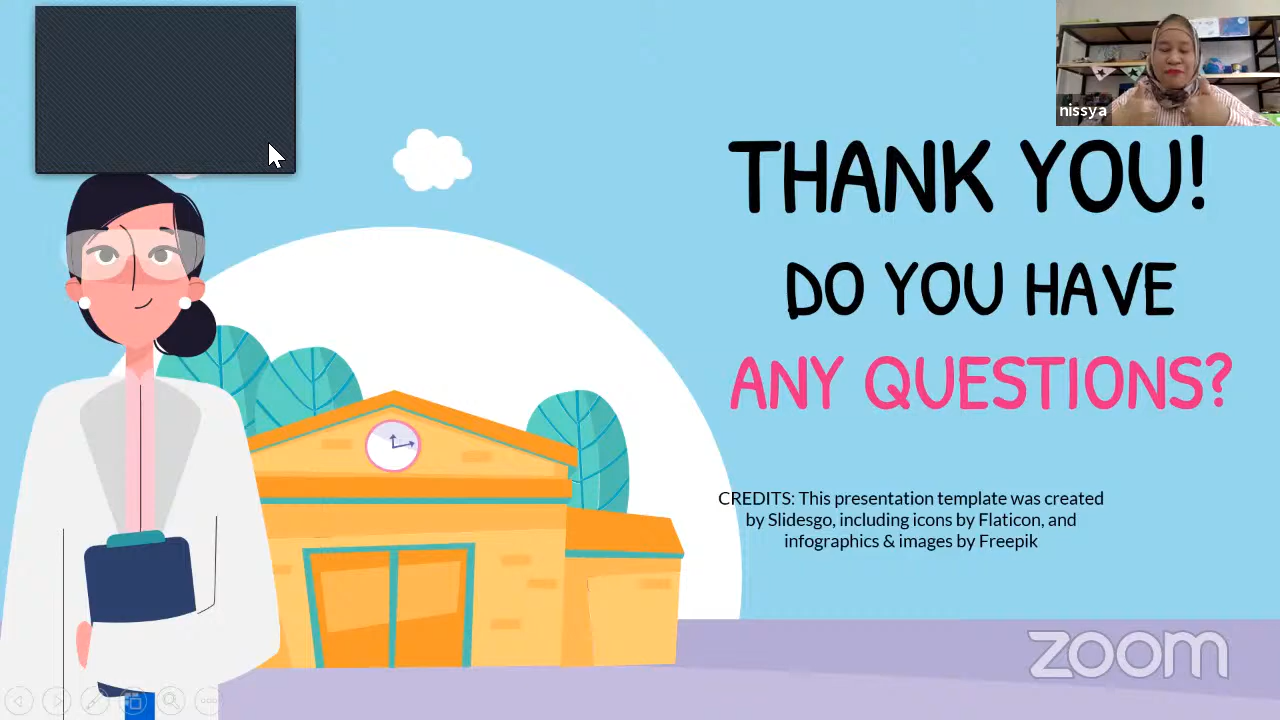 nissya
THANK YOU!
DO YOU HAVE
ANY QUESTIONS?
CREDITS: This presentation template was created
by Slidesgo, including icons by Flaticon, and
infographics & images by Freepik
zoom